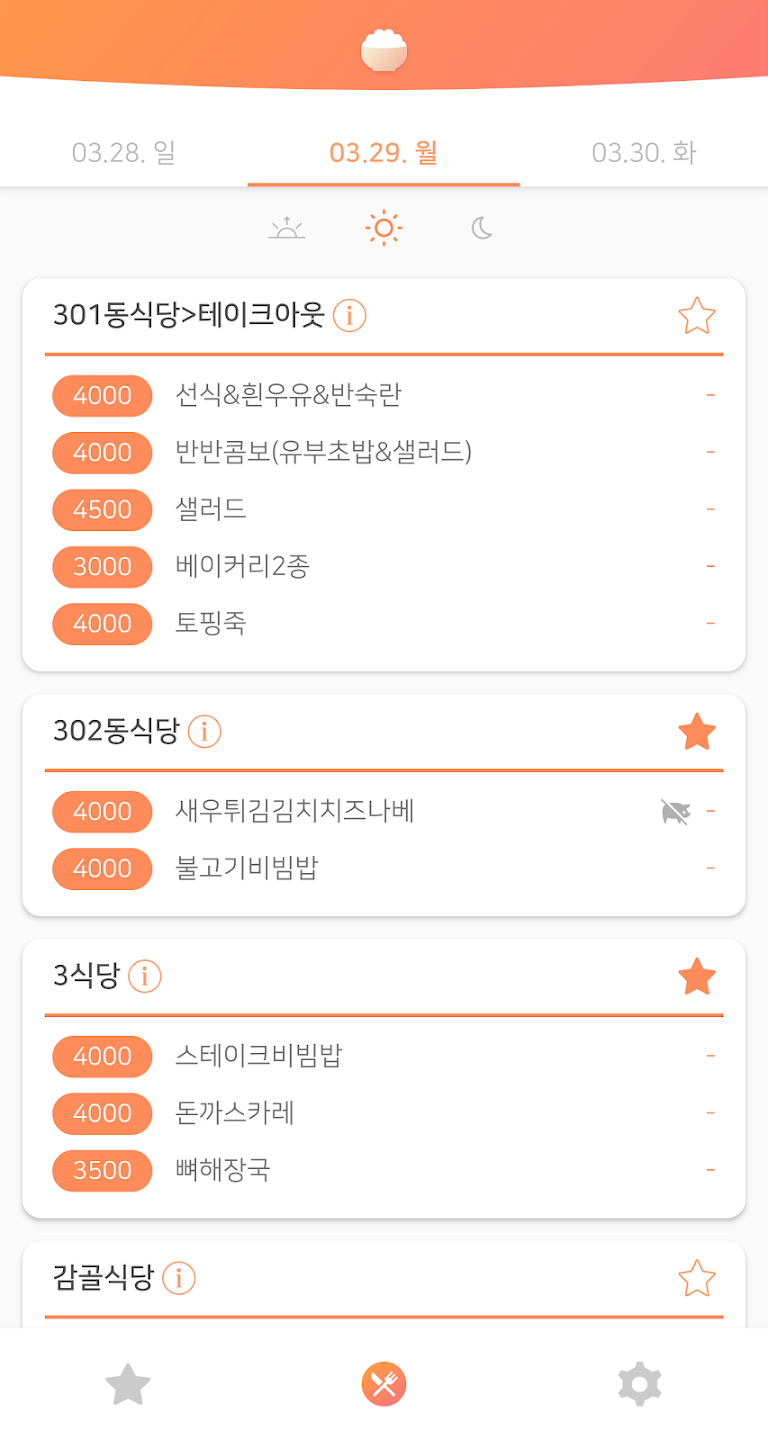 03.28. 일 03.29. 월 03.30. 화
301동식당>테이크아웃 i
4000 선식&흰우유&반숙란 -
4000 반반콤보(유부초밥&샐러드) -
4500 샐러드 -
3000 베이커리2종 -
4000 토핑죽 -
302동식당 i
4000 새우튀김김치치즈나베 -
4000 불고기비빔밥 -
3식당 i
4000 스테이크비빔밥 -
4000 돈까스카레 -
3500 뼈해장국 -
감골식당 i